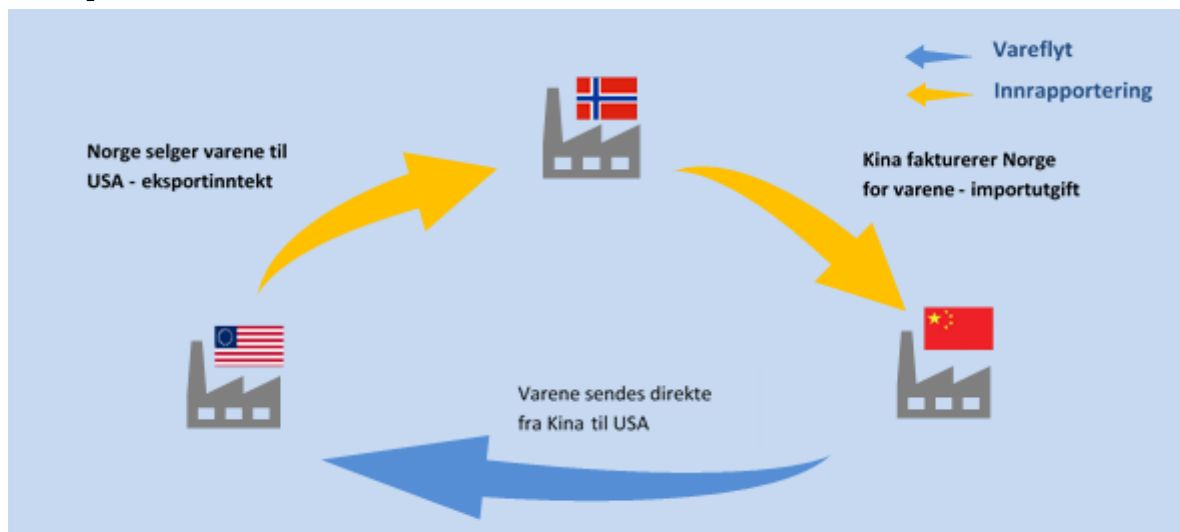 Vareflyt
Innrapportering
Norge selger varene til
USA - eksportinntekt
Kina fakturerer Norge
for varene - importutgift
Varene sendes direkte
fra Kina til USA